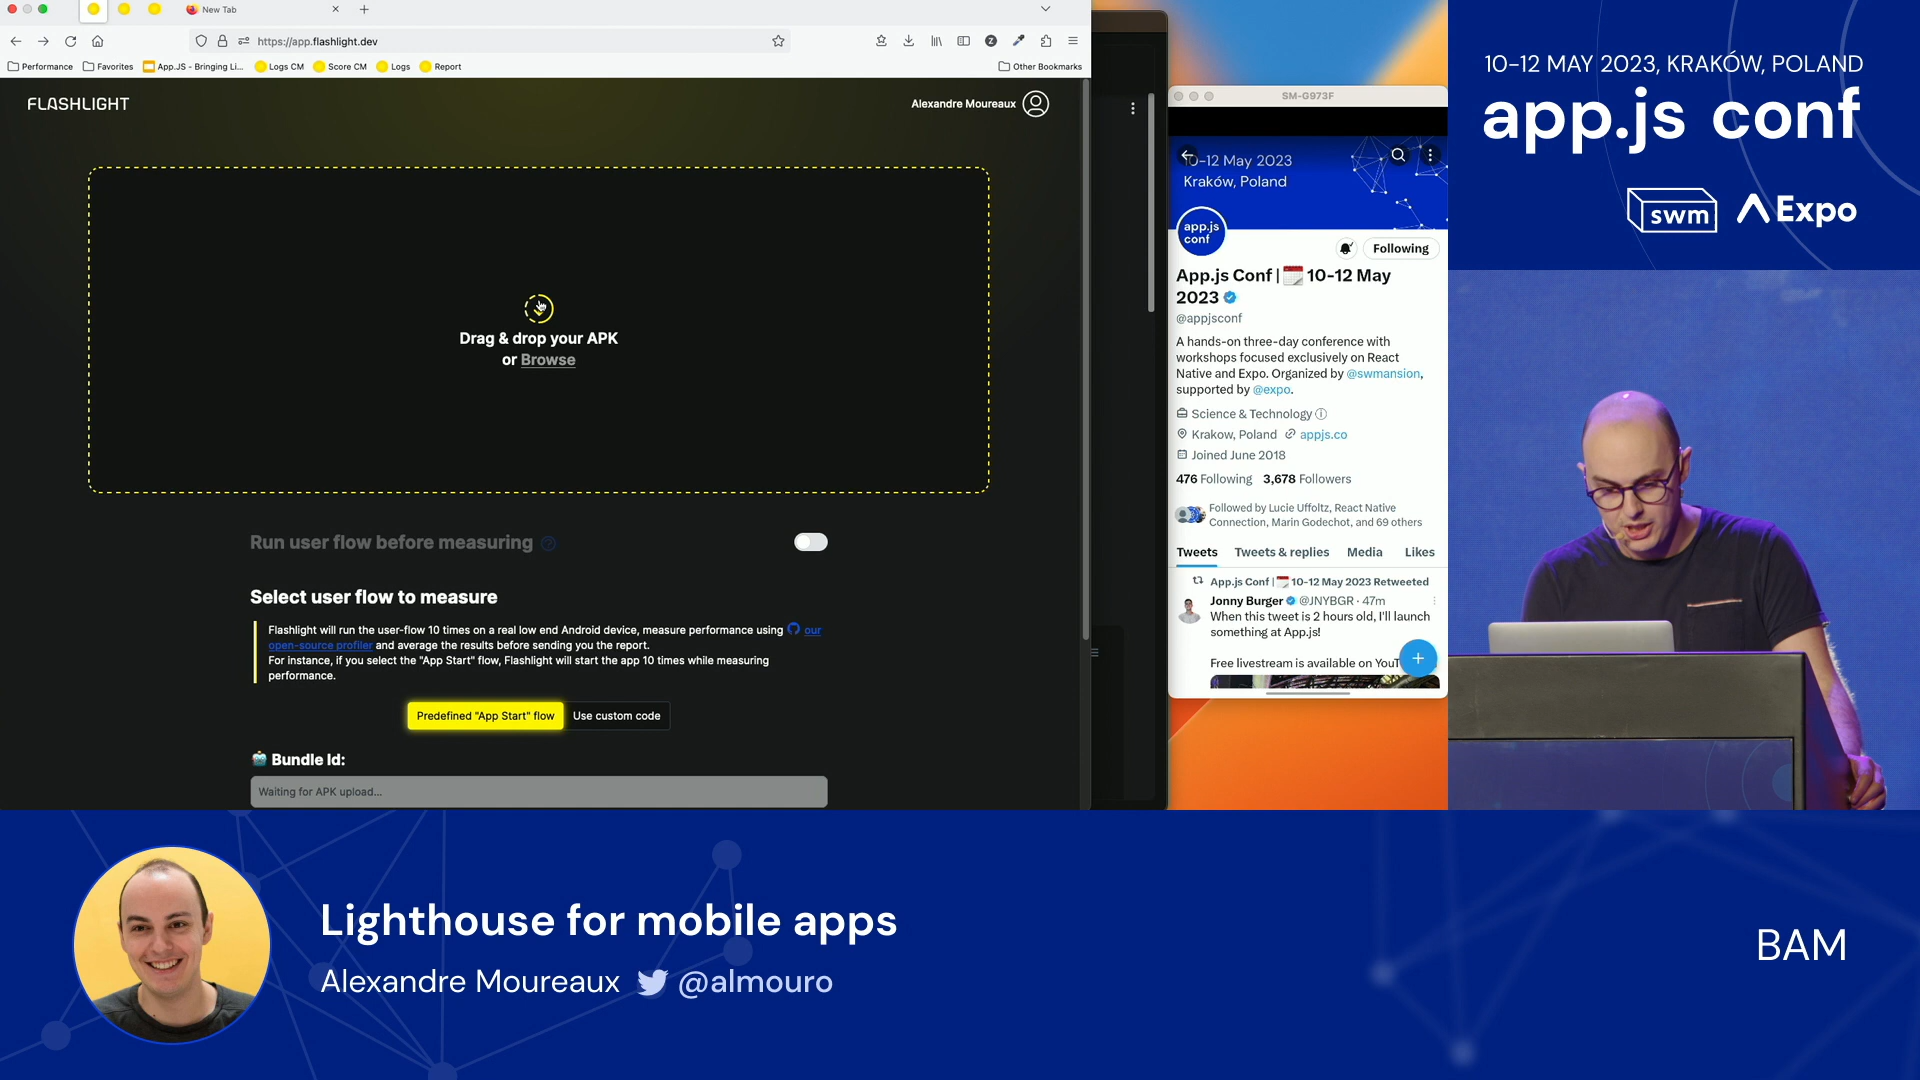 New Tab
https://app.flashlight.dev
Performance
Favorites
App.JS - Bringing Li...
Logs CM
Score CM
Logs
Report
Other Bookmarks
FLASHLIGHT
Alexandre Moureaux
Drag & drop your APK
or Browse
Run user flow before measuring
Select user flow to measure
Flashlight will run the user-flow 10 times on a real low end Android device, measure performance using our
open-source profiler and average the results before sending you the report.
For instance, if you select the "App Start" flow, Flashlight will start the app 10 times while measuring
performance.
Predefined "App Start" flow
Use custom code
Bundle Id:
Waiting for APK upload...
SM-G973F
10-12 May 2023
Kraków, Poland
app.js
conf
Following
App.js Conf | 10-12 May
2023
@appjsconf
A hands-on three-day conference with
workshops focused exclusively on React
Native and Expo. Organized by @swmansion,
supported by @expo.
Science & Technology
Krakow, Poland appjs.co
Joined June 2018
476 Following 3,678 Followers
Followed by Lucie Uffoltz, React Native
Connection, Marin Godechot, and 69 others
Tweets Tweets & replies Media Likes
App.js Conf | 10-12 May 2023 Retweeted
Jonny Burger @JNYBGR · 47m
When this tweet is 2 hours old, I'll launch
something at App.js!
Free livestream is available on YouT
10-12 MAY 2023, KRAKÓW, POLAND
app.js conf
swm
Expo
Lighthouse for mobile apps
Alexandre Moureaux @almouro
BAM